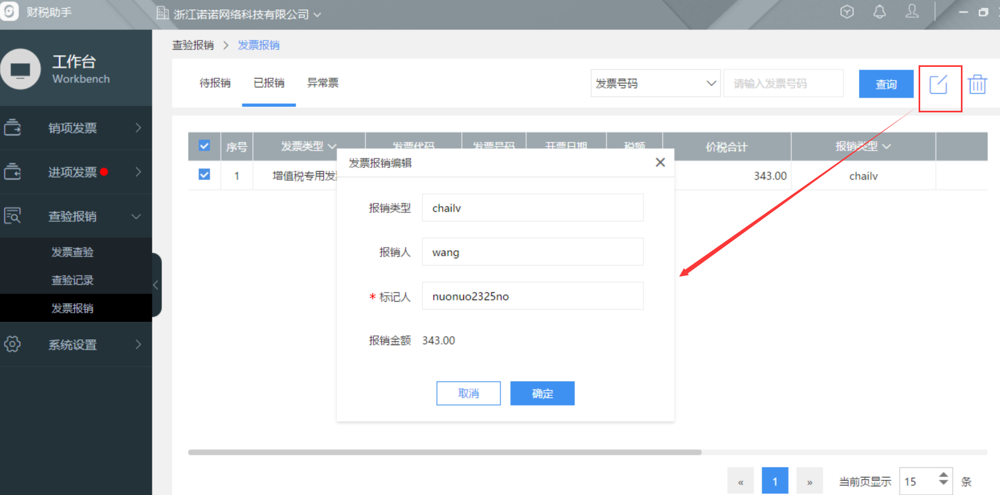 财税助手
浙江诺诺网络科技有限公司
工作台
Workbench
销项发票
进项发票
查验报销
发票查验
查验记录
发票报销
系统设置
查验报销 > 发票报销
待报销 已报销 异常票
发票号码 请输入发票号码 查询
序号 发票类型 发票代码 发票号码 开票日期 税额 价税合计 报销类型
1 增值税专用发 343.00 chailv
发票报销编辑
报销类型 chailv
报销人 wang
* 标记人 nuonuo2325no
报销金额 343.00
取消 确定
« 1 » 当前页显示 15 条